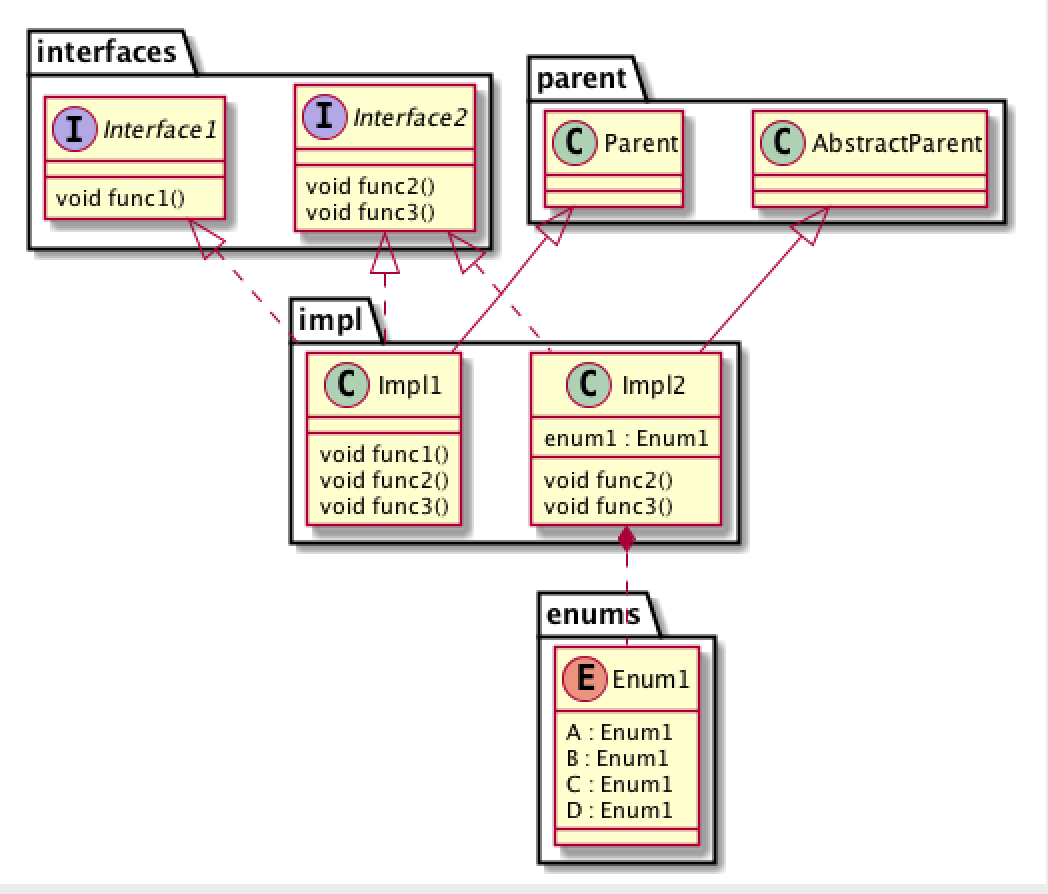 interfaces
I Interface1
void func1()
I Interface2
void func2()
void func3()
parent
C Parent
C AbstractParent
impl
C Impl1
void func1()
void func2()
void func3()
C Impl2
enum1 : Enum1
void func2()
void func3()
enums
E Enum1
A : Enum1
B : Enum1
C : Enum1
D : Enum1